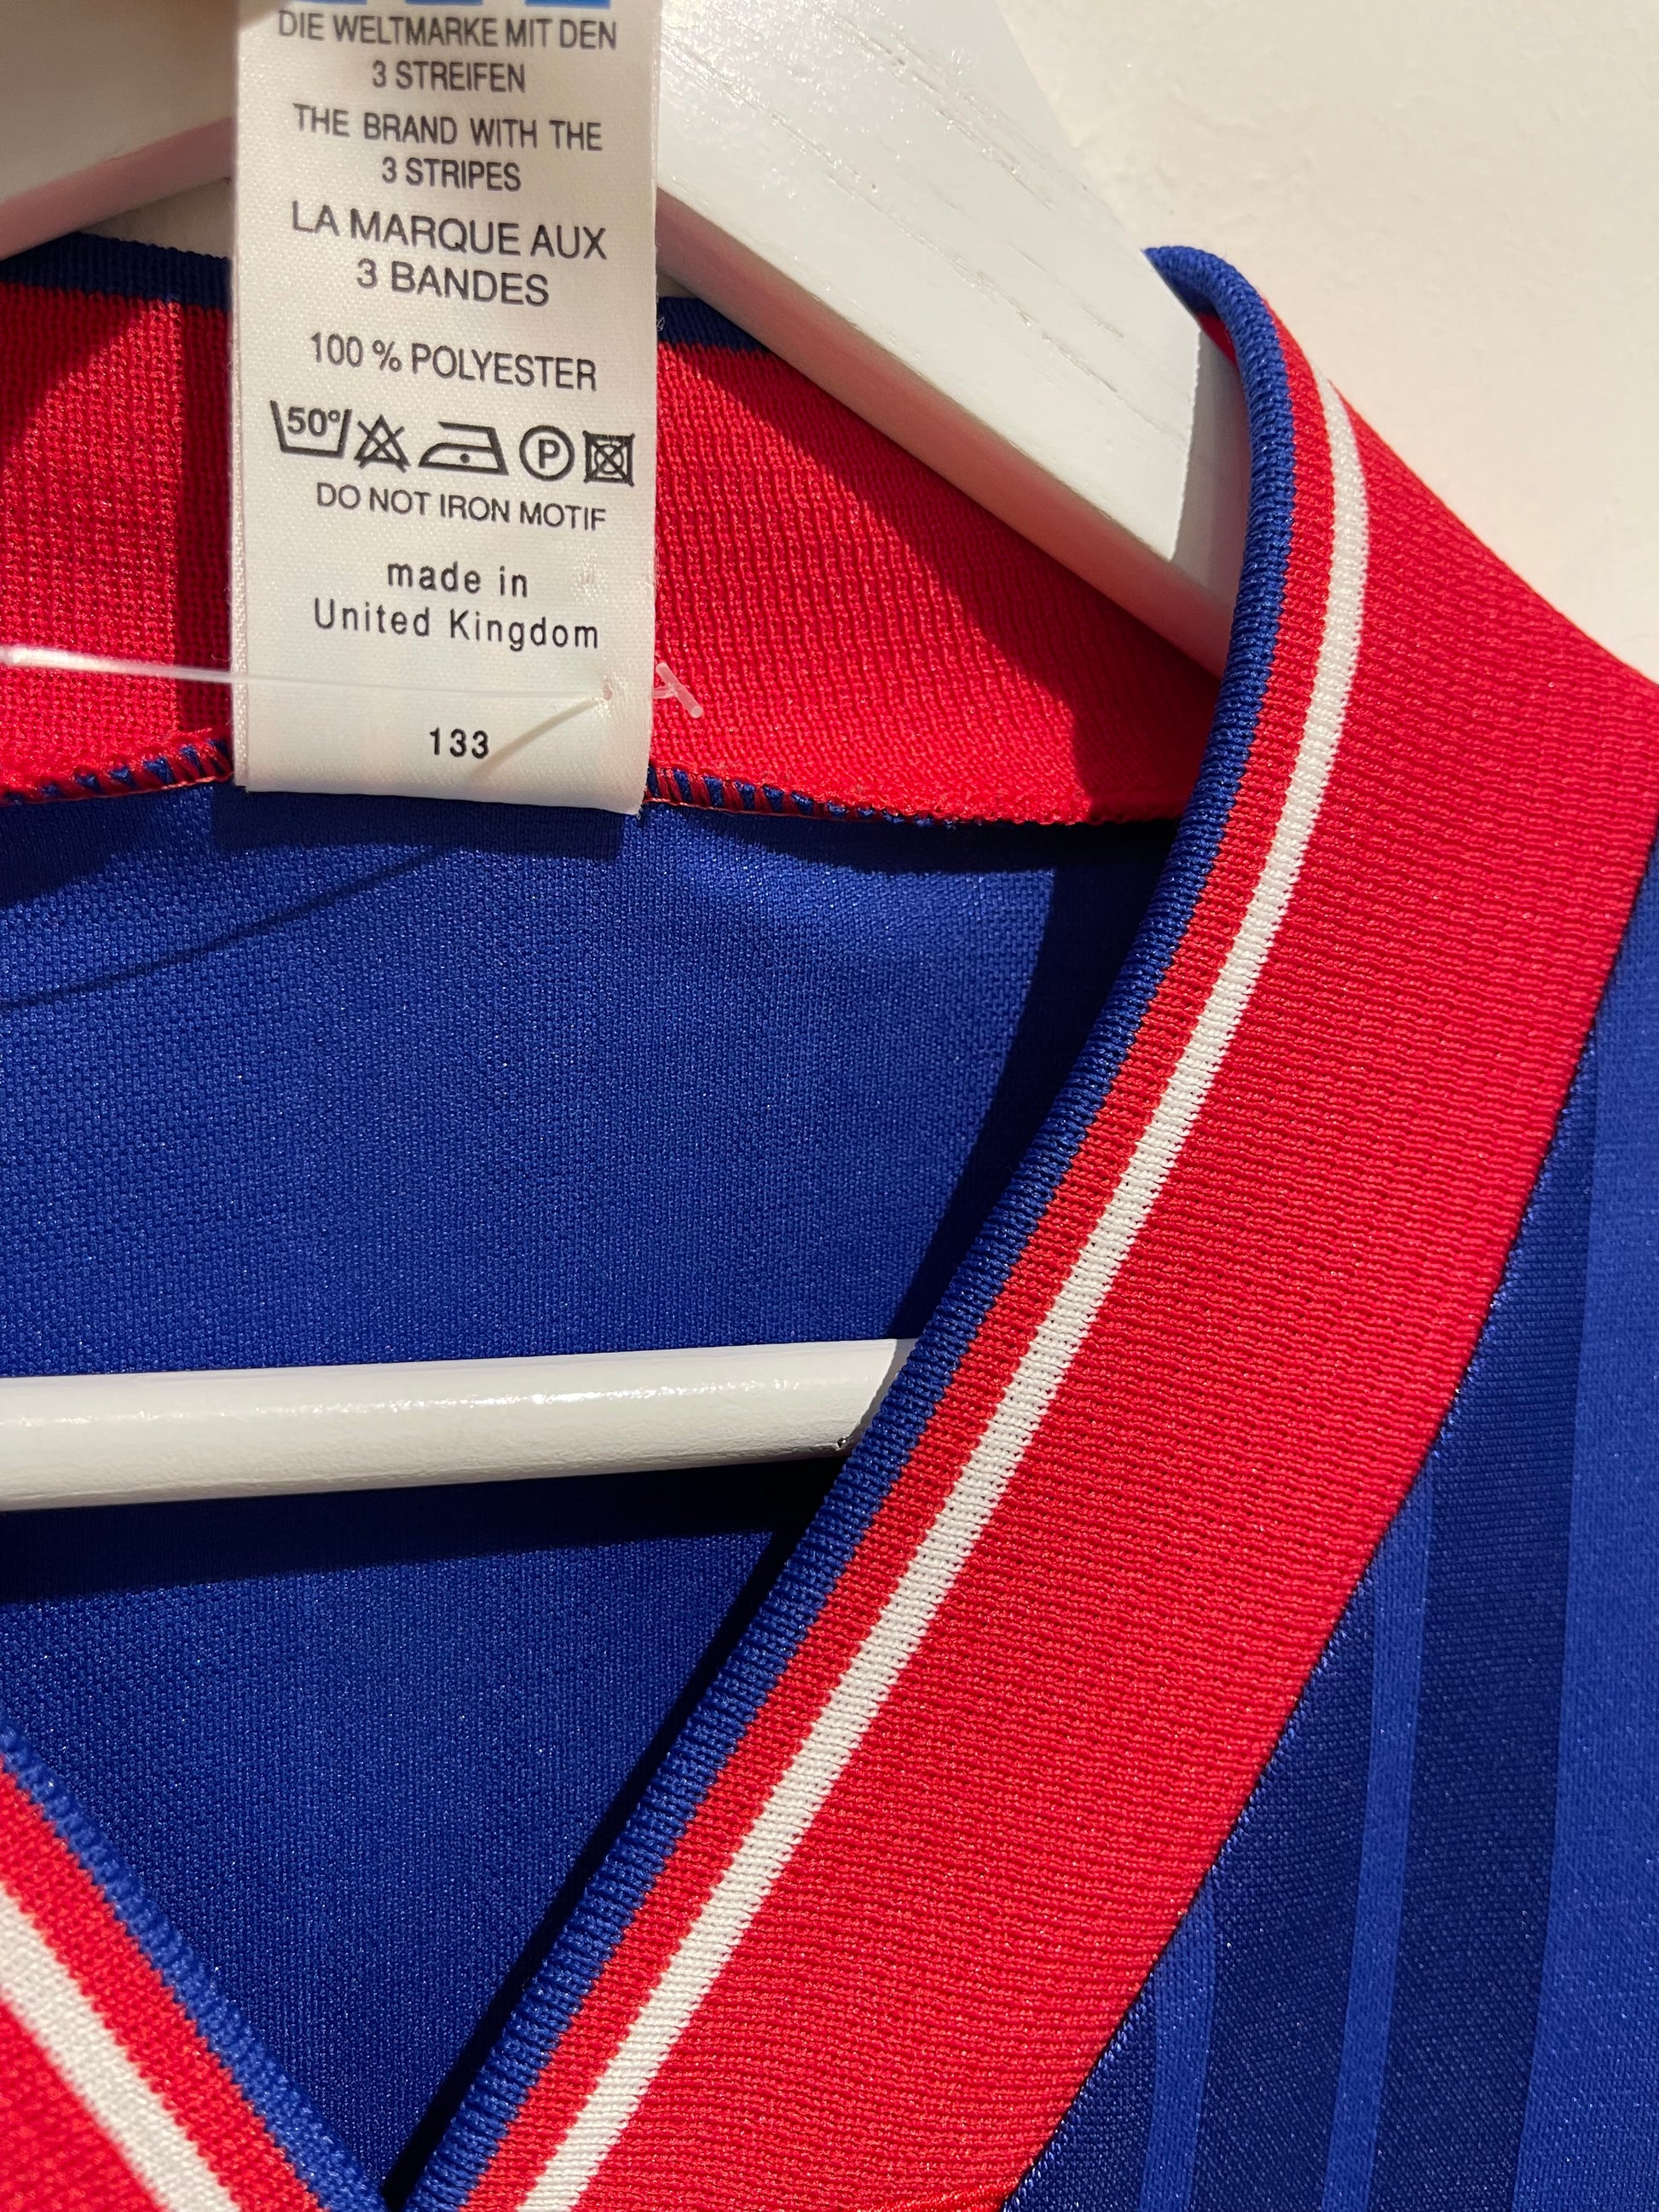 DIE WELTMARKE MIT DEN
3 STREIFEN
THE BRAND WITH THE
3 STRIPES
LA MARQUE AUX
3 BANDES
100 % POLYESTER
50° P
DO NOT IRON MOTIF
made in
United Kingdom
133